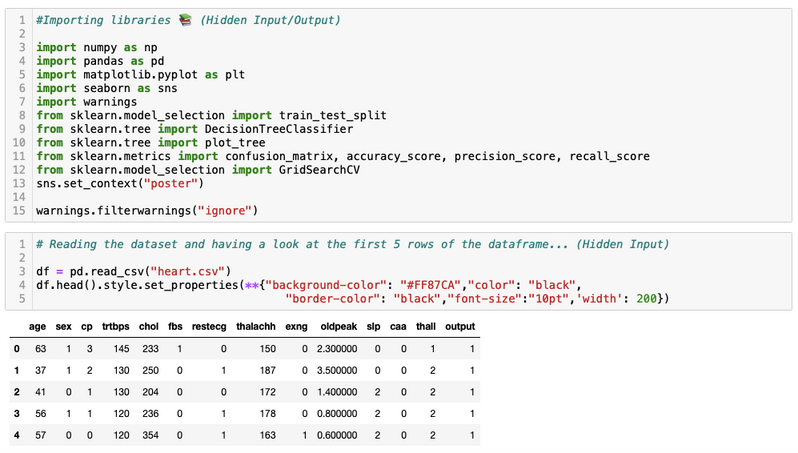 1 #Importing libraries 📚 (Hidden Input/Output)
2
3 import numpy as np
4 import pandas as pd
5 import matplotlib.pyplot as plt
6 import seaborn as sns
7 import warnings
8 from sklearn.model_selection import train_test_split
9 from sklearn.tree import DecisionTreeClassifier
10 from sklearn.tree import plot_tree
11 from sklearn.metrics import confusion_matrix, accuracy_score, precision_score, recall_score
12 from sklearn.model_selection import GridSearchCV
13 sns.set_context("poster")
14
15 warnings.filterwarnings("ignore")
1 # Reading the dataset and having a look at the first 5 rows of the dataframe... (Hidden Input)
2
3 df = pd.read_csv("heart.csv")
4 df.head().style.set_properties(**{"background-color": "#FF87CA","color": "black",
5 "border-color": "black","font-size":"10pt",'width': 200})
age sex cp trtbps chol fbs restecg thalachh exng oldpeak slp caa thall output
0 63 1 3 145 233 1 0 150 0 2.300000 0 0 1 1
1 37 1 2 130 250 0 1 187 0 3.500000 0 0 2 1
2 41 0 1 130 204 0 0 172 0 1.400000 2 0 2 1
3 56 1 1 120 236 0 1 178 0 0.800000 2 0 2 1
4 57 0 0 120 354 0 1 163 1 0.600000 2 0 2 1